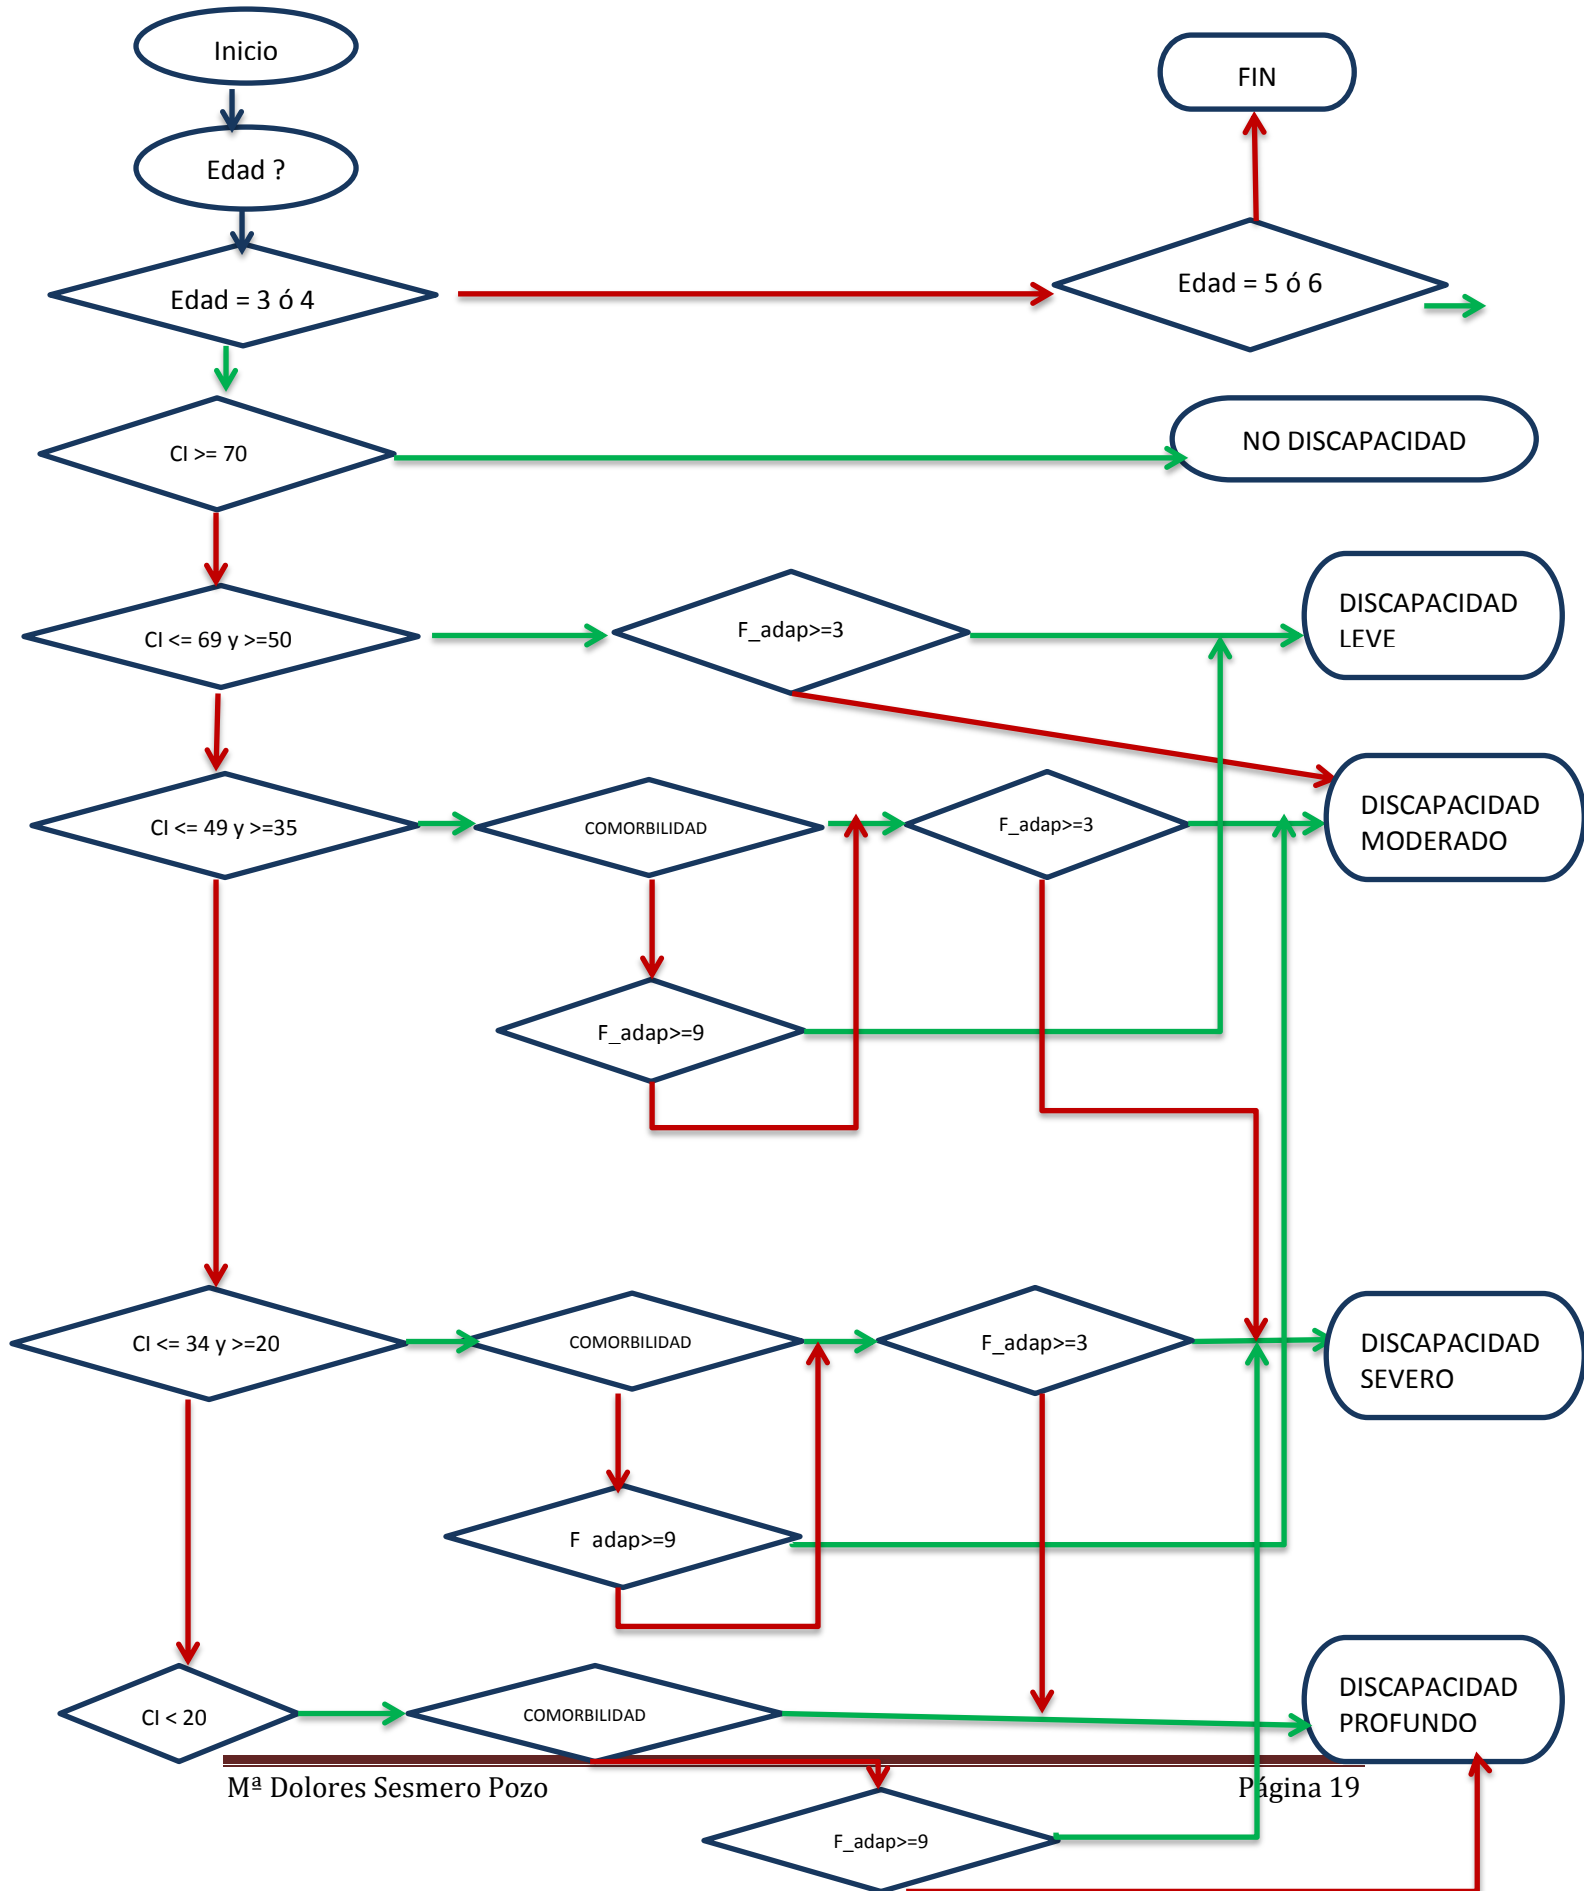 Inicio
FIN
Edad ?
Edad = 3 ó 4
Edad = 5 ó 6
CI >= 70
NO DISCAPACIDAD
CI <= 69 y >=50
F_adap>=3
DISCAPACIDAD
LEVE
CI <= 49 y >=35
COMORBILIDAD
F_adap>=3
DISCAPACIDAD
MODERADO
F_adap>=9
CI <= 34 y >=20
COMORBILIDAD
F_adap>=3
DISCAPACIDAD
SEVERO
F_adap>=9
CI < 20
COMORBILIDAD
DISCAPACIDAD
PROFUNDO
Mª Dolores Sesmero Pozo
Página 19
F_adap>=9